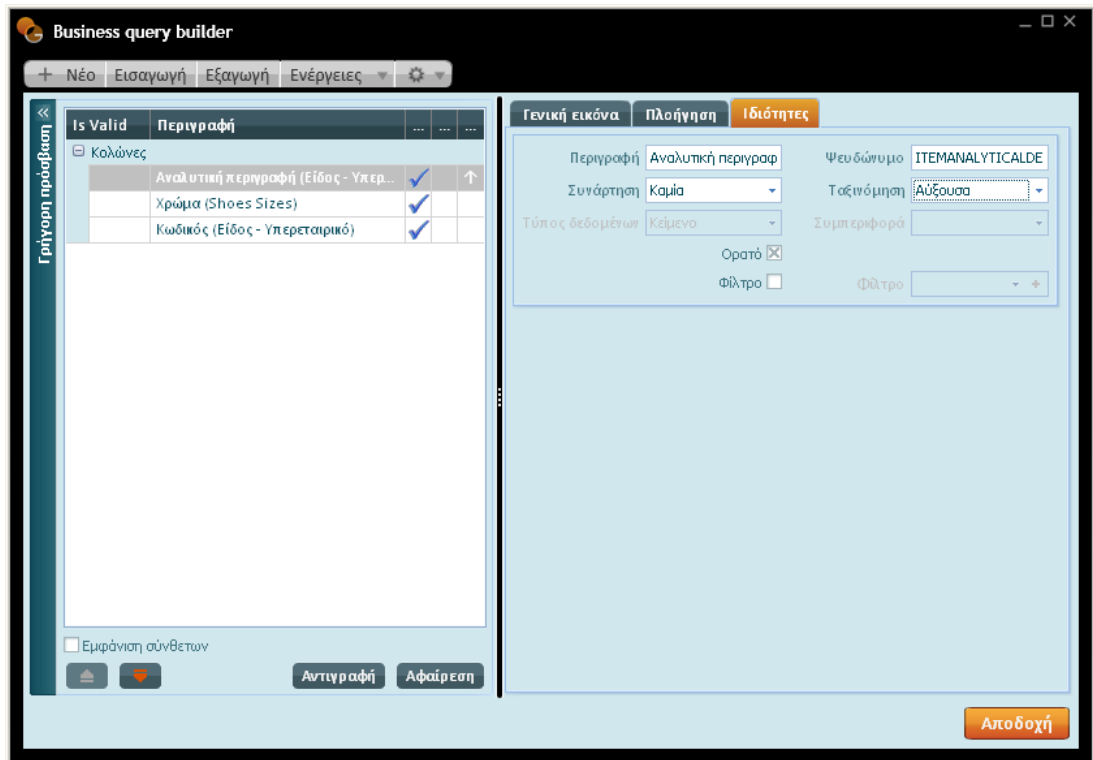 Business query builder
Νέο Εισαγωγή Εξαγωγή Ενέργειες
Γρήγορη πρόσβαση
Is Valid Περιγραφή ... ... ...
Κολώνες
Αναλυτική περιγραφή (Είδος - Υπερ...
Χρώμα (Shoes Sizes)
Κωδικός (Είδος - Υπερεταιρικό)
Εμφάνιση σύνθετων
Αντιγραφή Αφαίρεση
Γενική εικόνα Πλοήγηση Ιδιότητες
Περιγραφή Αναλυτική περιγραφ Ψευδώνυμο ITEMANALYTICALDE
Συνάρτηση Καμία Ταξινόμηση Αύξουσα
Τύπος δεδομένων Κείμενο Συμπεριφορά
Ορατό
Φίλτρο Φίλτρο
Αποδοχή